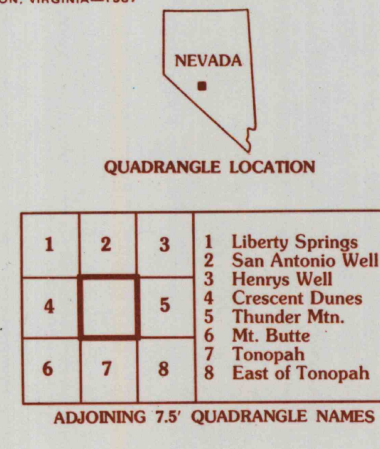 VIRGINIA—1987
NEVADA
QUADRANGLE LOCATION
1 2 3
4 5
6 7 8
1 Liberty Springs
2 San Antonio Well
3 Henrys Well
4 Crescent Dunes
5 Thunder Mtn.
6 Mt. Butte
7 Tonopah
8 East of Tonopah
ADJOINING 7.5' QUADRANGLE NAMES